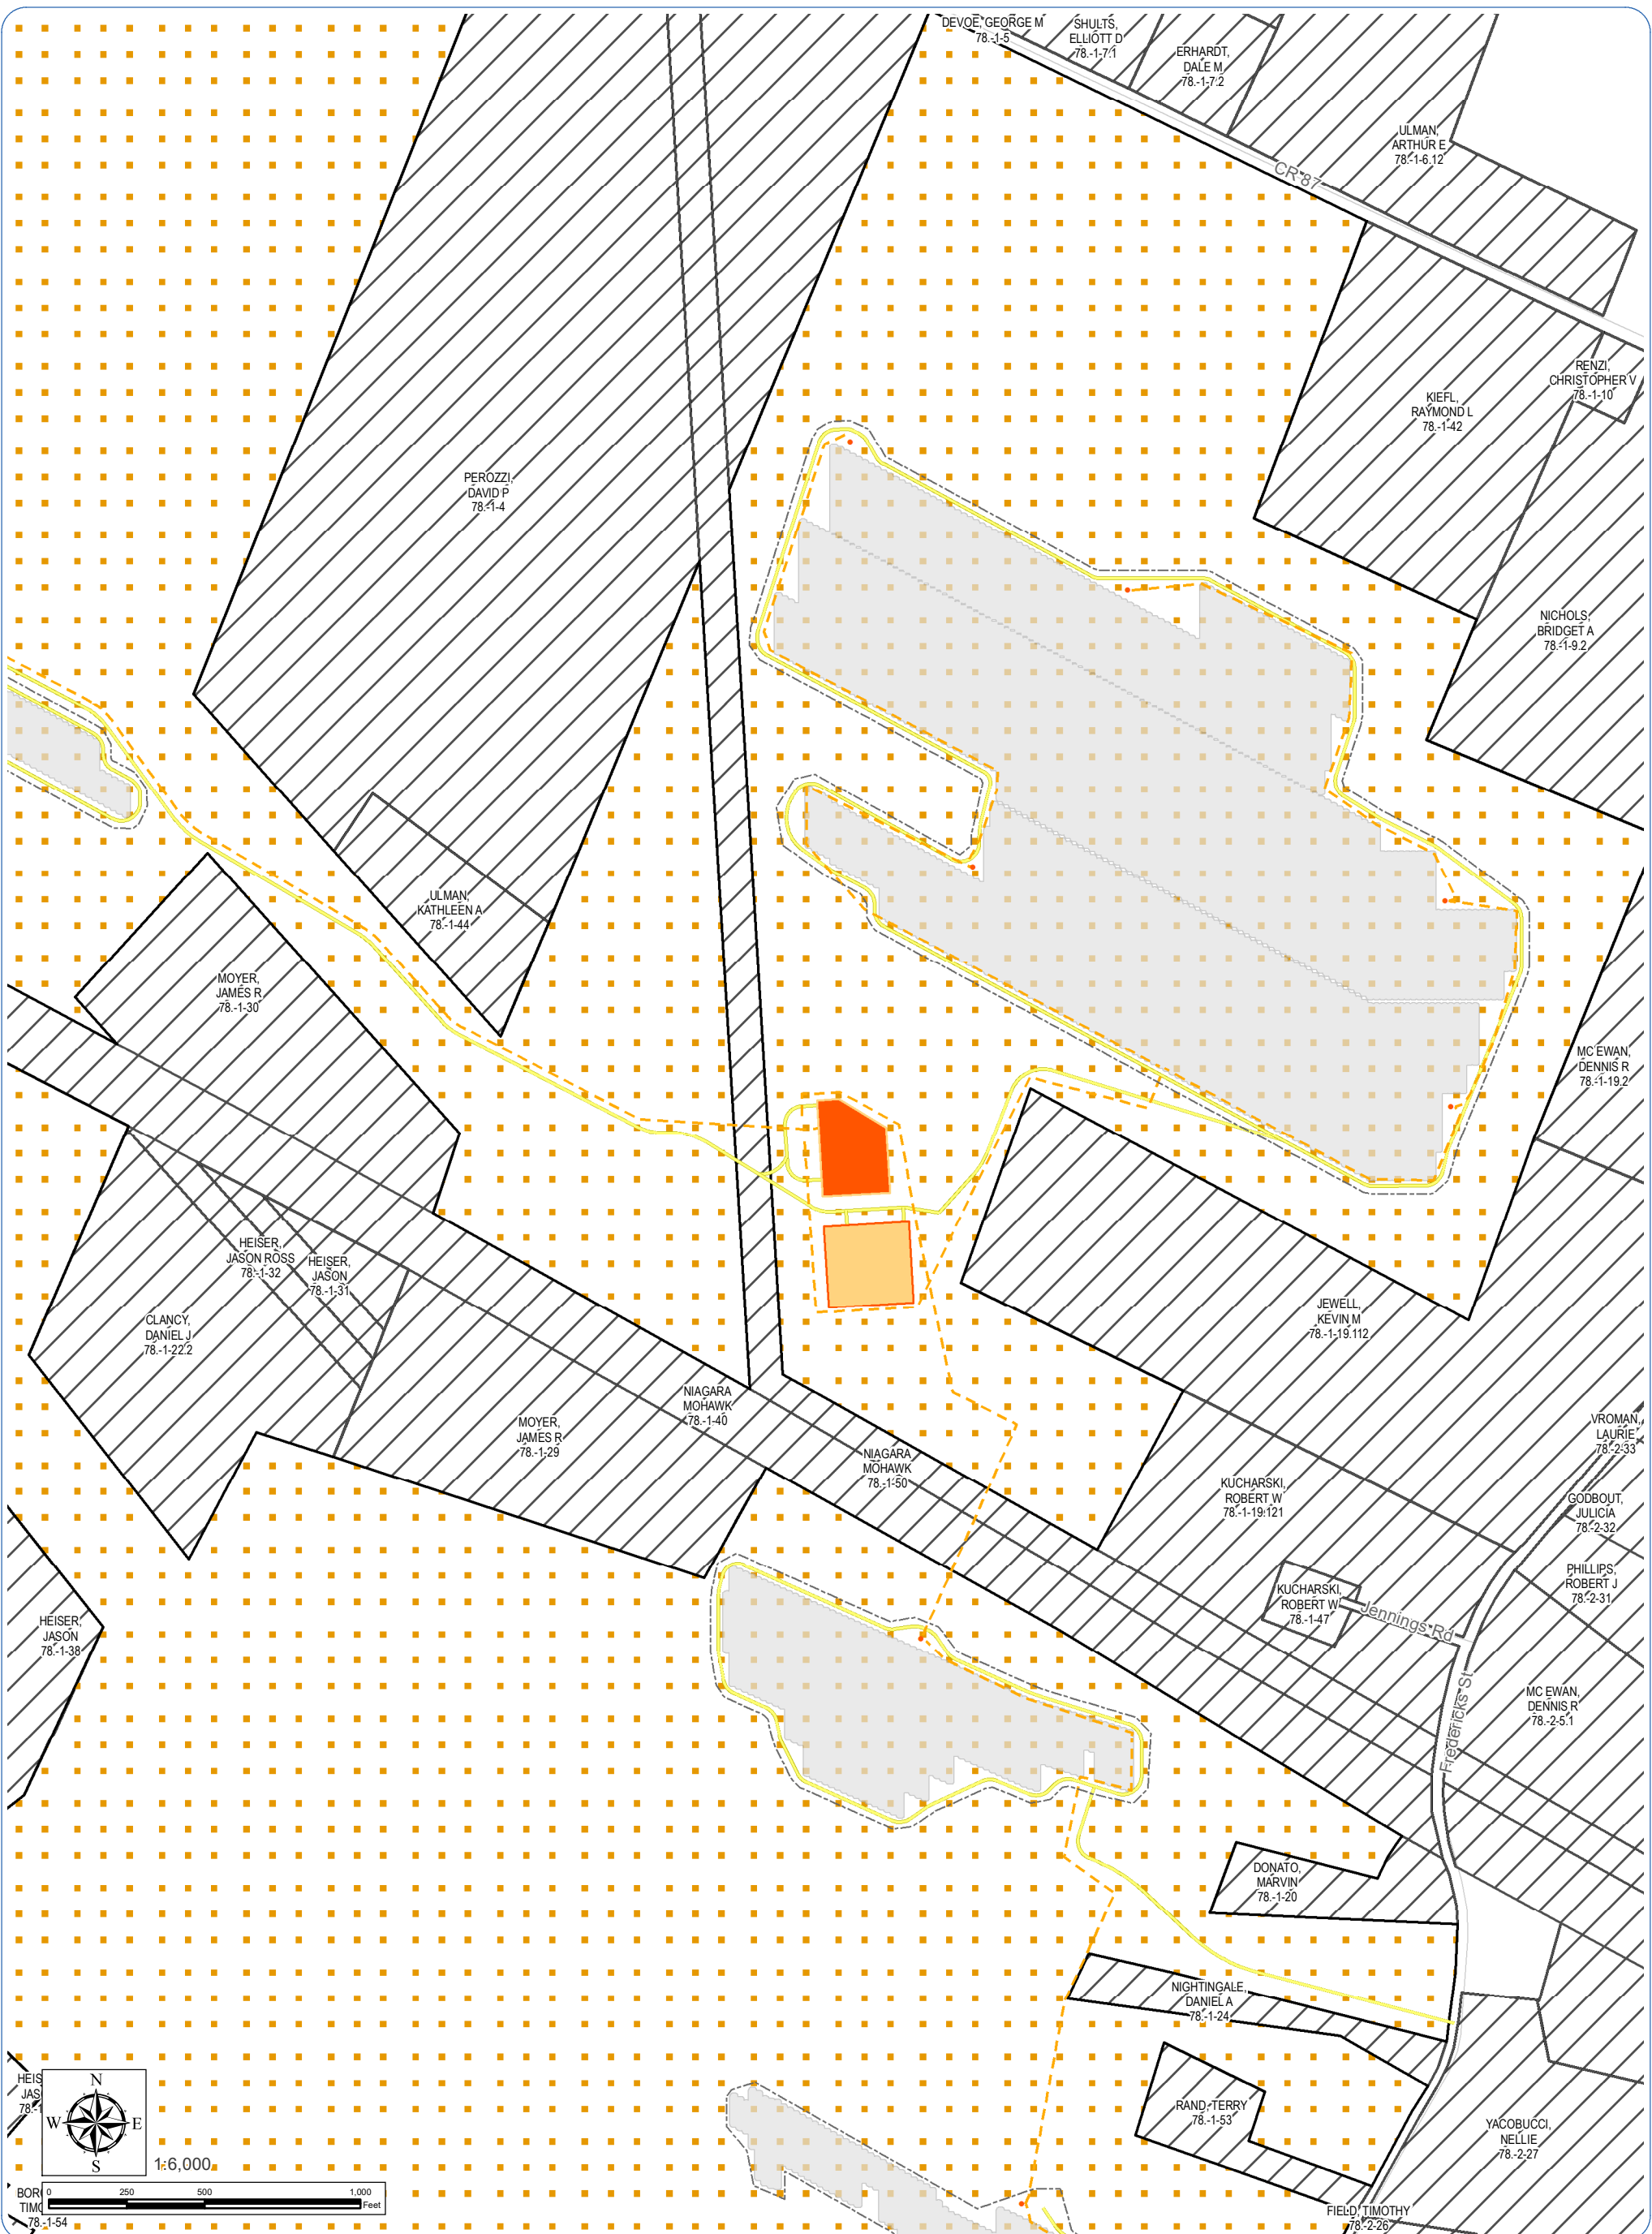 DEVOE, GEORGE M
78.-1-5
SHULTS,
ELLIOTT D
78.-1-7.1
ERHARDT,
DALE M
78.-1-7.2
ULMAN,
ARTHUR E
78.-1-6.12
CR 87
RENZI,
CHRISTOPHER V
78.-1-10
KIEFL,
RAYMOND L
78.-1-42
PEROZZI,
DAVID P
78.-1-4
NICHOLS,
BRIDGET A
78.-1-9.2
ULMAN,
KATHLEEN A
78.-1-44
MOYER,
JAMES R
78.-1-30
MC EWAN,
DENNIS R
78.-1-19.2
HEISER,
JASON ROSS
78.-1-32
HEISER,
JASON
78.-1-31
CLANCY,
DANIEL J
78.-1-22.2
JEWELL,
KEVIN M
78.-1-19.112
NIAGARA
MOHAWK
78.-1-40
MOYER,
JAMES R
78.-1-29
NIAGARA
MOHAWK
78.-1-50
VROMAN,
LAURIE
78.-2-33
KUCHARSKI,
ROBERT W
78.-1-19.121
GODBOUT,
JULICIA
78.-2-32
PHILLIPS,
ROBERT J
78.-2-31
KUCHARSKI,
ROBERT W
78.-1-47
Jennings Rd
HEISER,
JASON
78.-1-38
Fredericks St
MC EWAN,
DENNIS R
78.-2-5.1
DONATO,
MARVIN
78.-1-20
NIGHTINGALE,
DANIEL A
78.-1-24
RAND, TERRY
78.-1-53
YACOBUCCI,
NELLIE
78.-2-27
FIELD, TIMOTHY
78.-2-26
HEIS
JAS
78.-1
N
W E
S
1:6,000
0 250 500 1,000
Feet
BOR
TIMO
78.-1-54